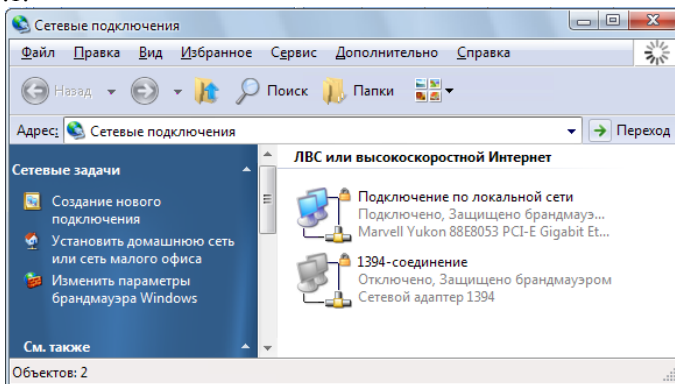 Сетевые подключения
Файл Правка Вид Избранное Сервис Дополнительно Справка
Назад Поиск Папки
Адрес: Сетевые подключения Переход
Сетевые задачи
Создание нового
подключения
Установить домашнюю сеть
или сеть малого офиса
Изменить параметры
брандмауэра Windows
См. также
ЛВС или высокоскоростной Интернет
Подключение по локальной сети
Подключено, Защищено брандмауэ...
Marvell Yukon 88E8053 PCI-E Gigabit Et...
1394-соединение
Отключено, Защищено брандмауэром
Сетевой адаптер 1394
Объектов: 2